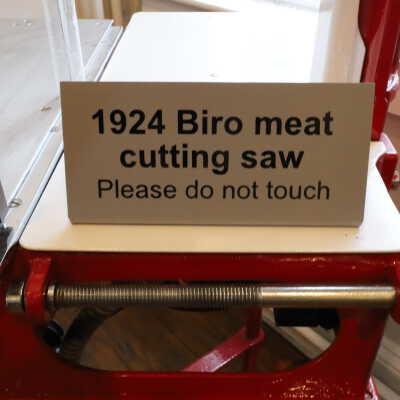 1924 Biro meat
cutting saw
Please do not touch